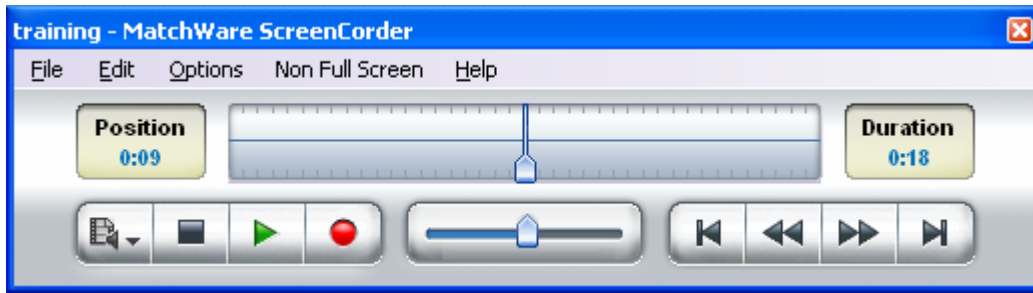 training - MatchWare ScreenCorder
File Edit Options Non Full Screen Help
Position
0:09
Duration
0:18